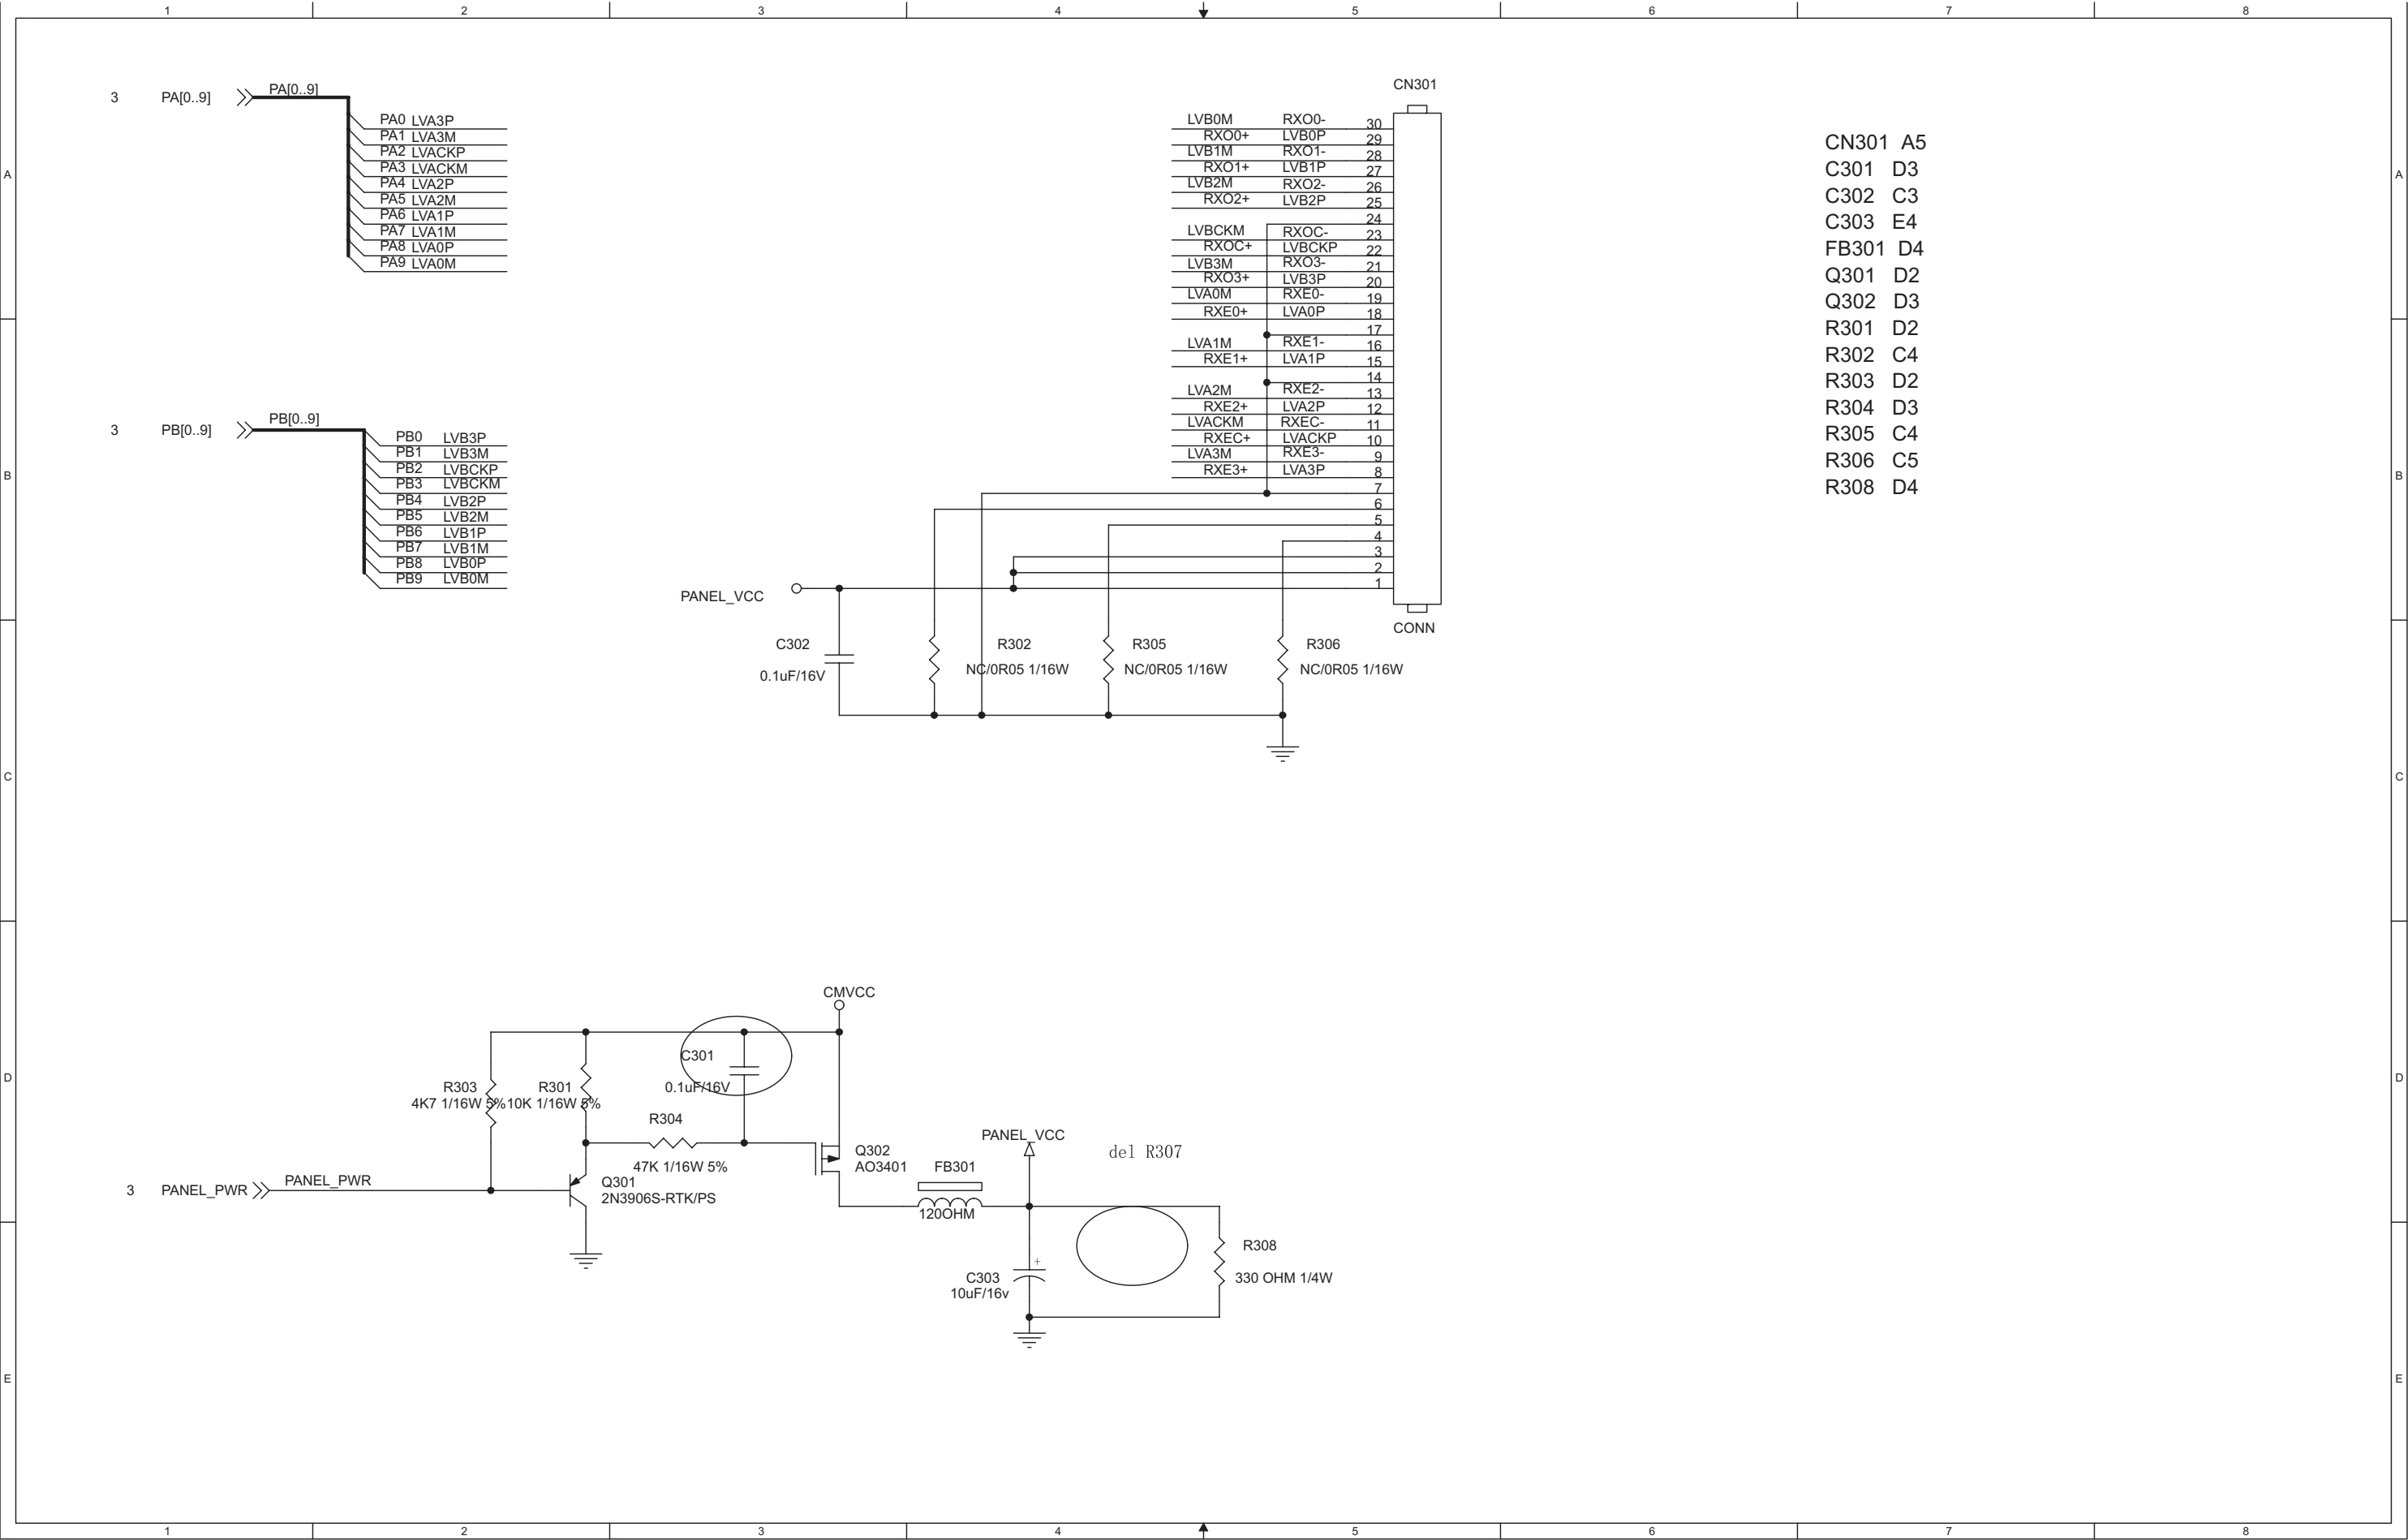 1 2 3 4 5 6 7 8
A
B
C
D
E
3 PA[0..9] PA[0..9]
PA0 LVA3P
PA1 LVA3M
PA2 LVACKP
PA3 LVACKM
PA4 LVA2P
PA5 LVA2M
PA6 LVA1P
PA7 LVA1M
PA8 LVA0P
PA9 LVA0M
3 PB[0..9] PB[0..9]
PB0 LVB3P
PB1 LVB3M
PB2 LVBCKP
PB3 LVBCKM
PB4 LVB2P
PB5 LVB2M
PB6 LVB1P
PB7 LVB1M
PB8 LVB0P
PB9 LVB0M
CN301
LVB0M RXO0- 30
RXO0+ LVB0P 29
LVB1M RXO1- 28
RXO1+ LVB1P 27
LVB2M RXO2- 26
RXO2+ LVB2P 25
24
LVBCKM RXOC- 23
RXOC+ LVBCKP 22
LVB3M RXO3- 21
RXO3+ LVB3P 20
LVA0M RXE0- 19
RXE0+ LVA0P 18
17
LVA1M RXE1- 16
RXE1+ LVA1P 15
14
LVA2M RXE2- 13
RXE2+ LVA2P 12
LVACKM RXEC- 11
RXEC+ LVACKP 10
LVA3M RXE3- 9
RXE3+ LVA3P 8
7
6
5
4
3
2
1
CONN
PANEL_VCC
C302
0.1uF/16V
R302
NC/0R05 1/16W
R305
NC/0R05 1/16W
R306
NC/0R05 1/16W
CN301 A5
C301 D3
C302 C3
C303 E4
FB301 D4
Q301 D2
Q302 D3
R301 D2
R302 C4
R303 D2
R304 D3
R305 C4
R306 C5
R308 D4
CMVCC
C301
0.1uF/16V
R303
4K7 1/16W 5%
R301
10K 1/16W 5%
R304
47K 1/16W 5%
Q302
AO3401
FB301
120OHM
PANEL_VCC
del R307
3 PANEL_PWR PANEL_PWR
Q301
2N3906S-RTK/PS
C303
10uF/16v
+
R308
330 OHM 1/4W
A
B
C
D
E
1 2 3 4 5 6 7 8